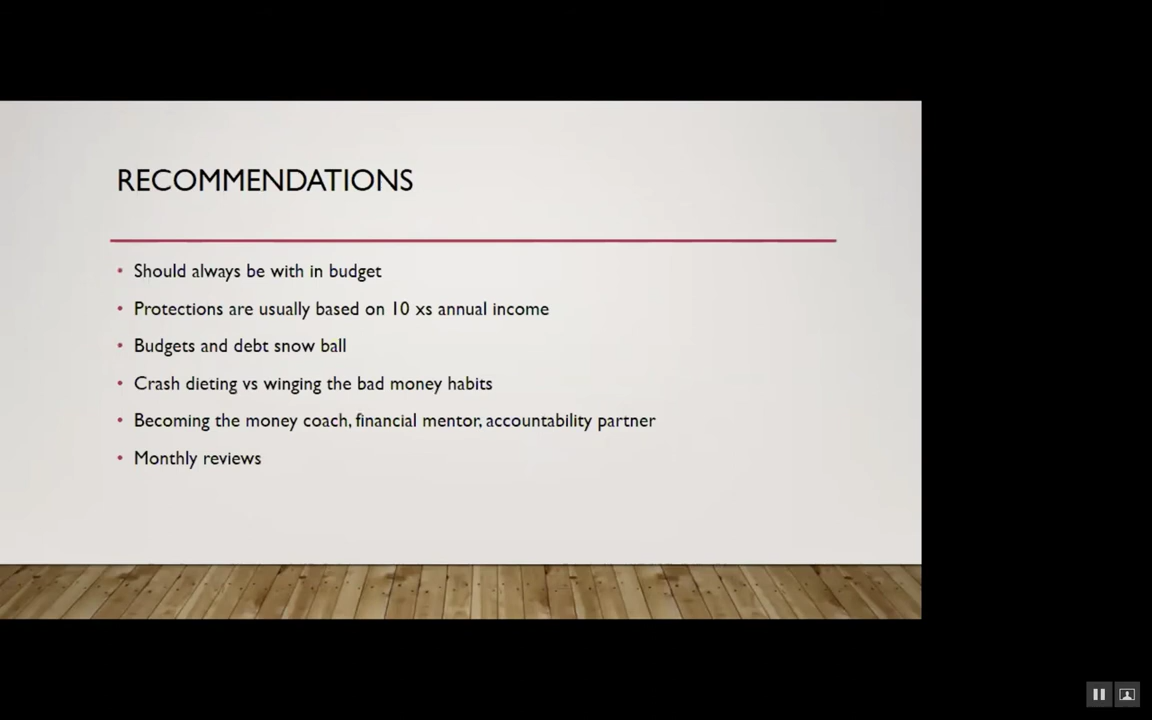 RECOMMENDATIONS
• Should always be with in budget
• Protections are usually based on 10 xs annual income
• Budgets and debt snow ball
• Crash dieting vs winging the bad money habits
• Becoming the money coach, financial mentor, accountability partner
• Monthly reviews